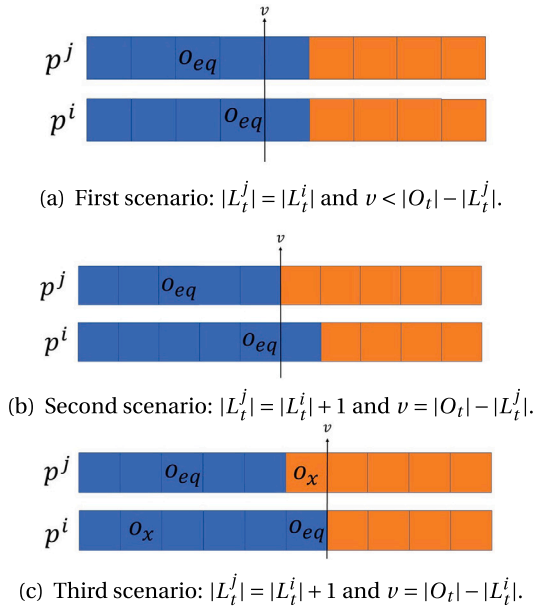 v
p^j o_eq
p^i o_eq
(a) First scenario: |L_t^j| = |L_t^i| and v < |O_t| − |L_t^j|.
v
p^j o_eq
p^i o_eq
(b) Second scenario: |L_t^j| = |L_t^i| + 1 and v = |O_t| − |L_t^j|.
v
p^j o_eq o_x
p^i o_x o_eq
(c) Third scenario: |L_t^j| = |L_t^i| + 1 and v = |O_t| − |L_t^i|.